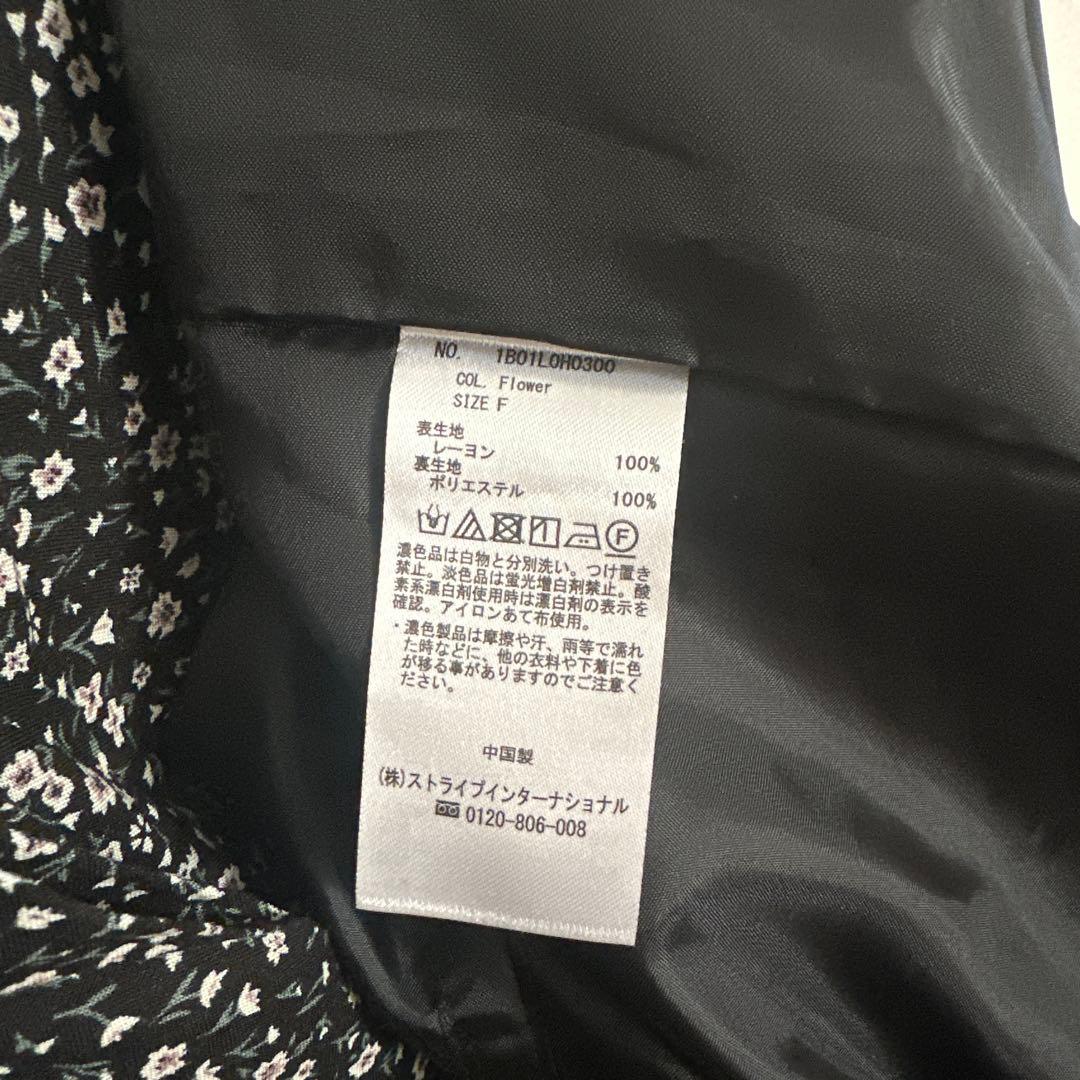 NO. 1B01L0H0300
COL. Flower
SIZE F
表生地
レーヨン 100%
裏生地
ポリエステル 100%
F
濃色品は白物と分別洗い。つけ置き
禁止。淡色品は蛍光増白剤禁止。酸
素系漂白剤使用時は漂白剤の表示を
確認。アイロンあて布使用。
・濃色製品は摩擦や汗、雨等で濡れ
た時などに、他の衣料や下着に色
が移る事がありますのでご注意く
ださい。
中国製
(株)ストライプインターナショナル
0120-806-008